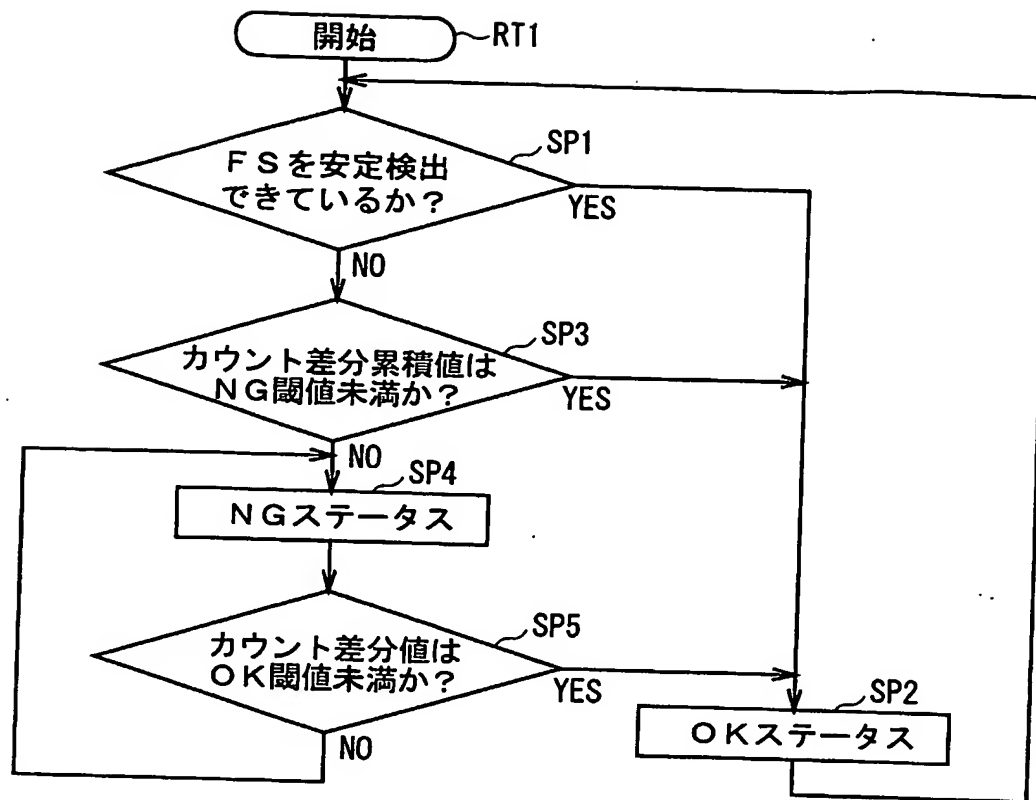 開始
RT1
SP1
FSを安定検出
できているか?
YES
NO
SP3
カウント差分累積値は
NG閾値未満か?
YES
NO
SP4
NGステータス
SP5
カウント差分値は
OK閾値未満か?
YES
NO
SP2
OKステータス